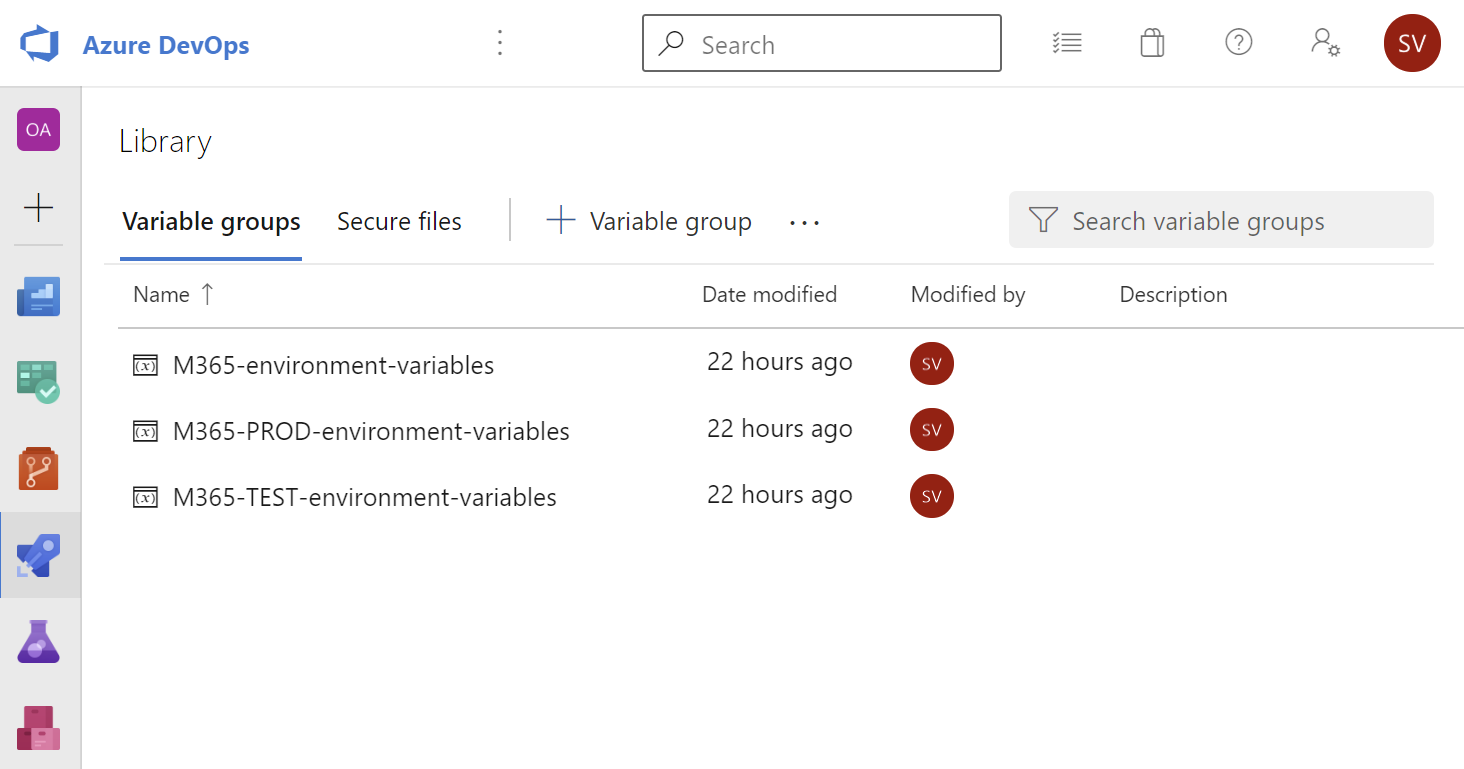 Azure DevOps
Search
SV
OA
Library
Variable groups
Secure files
Variable group
Search variable groups
Name ↑
Date modified
Modified by
Description
(x) M365-environment-variables
22 hours ago
SV
(x) M365-PROD-environment-variables
22 hours ago
SV
(x) M365-TEST-environment-variables
22 hours ago
SV